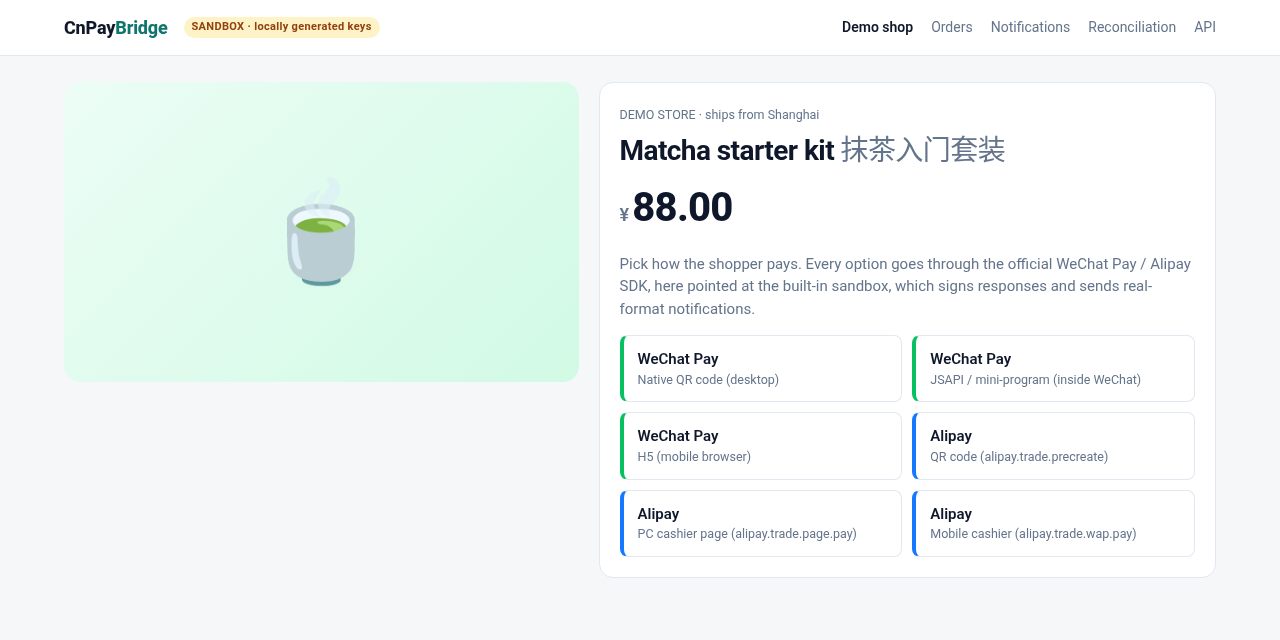 CnPayBridge
SANDBOX · locally generated keys
Demo shop
Orders
Notifications
Reconciliation
API
DEMO STORE · ships from Shanghai
Matcha starter kit 抹茶入门套装
¥ 88.00
Pick how the shopper pays. Every option goes through the official WeChat Pay / Alipay
SDK, here pointed at the built-in sandbox, which signs responses and sends real-
format notifications.
WeChat Pay
Native QR code (desktop)
WeChat Pay
JSAPI / mini-program (inside WeChat)
WeChat Pay
H5 (mobile browser)
Alipay
QR code (alipay.trade.precreate)
Alipay
PC cashier page (alipay.trade.page.pay)
Alipay
Mobile cashier (alipay.trade.wap.pay)